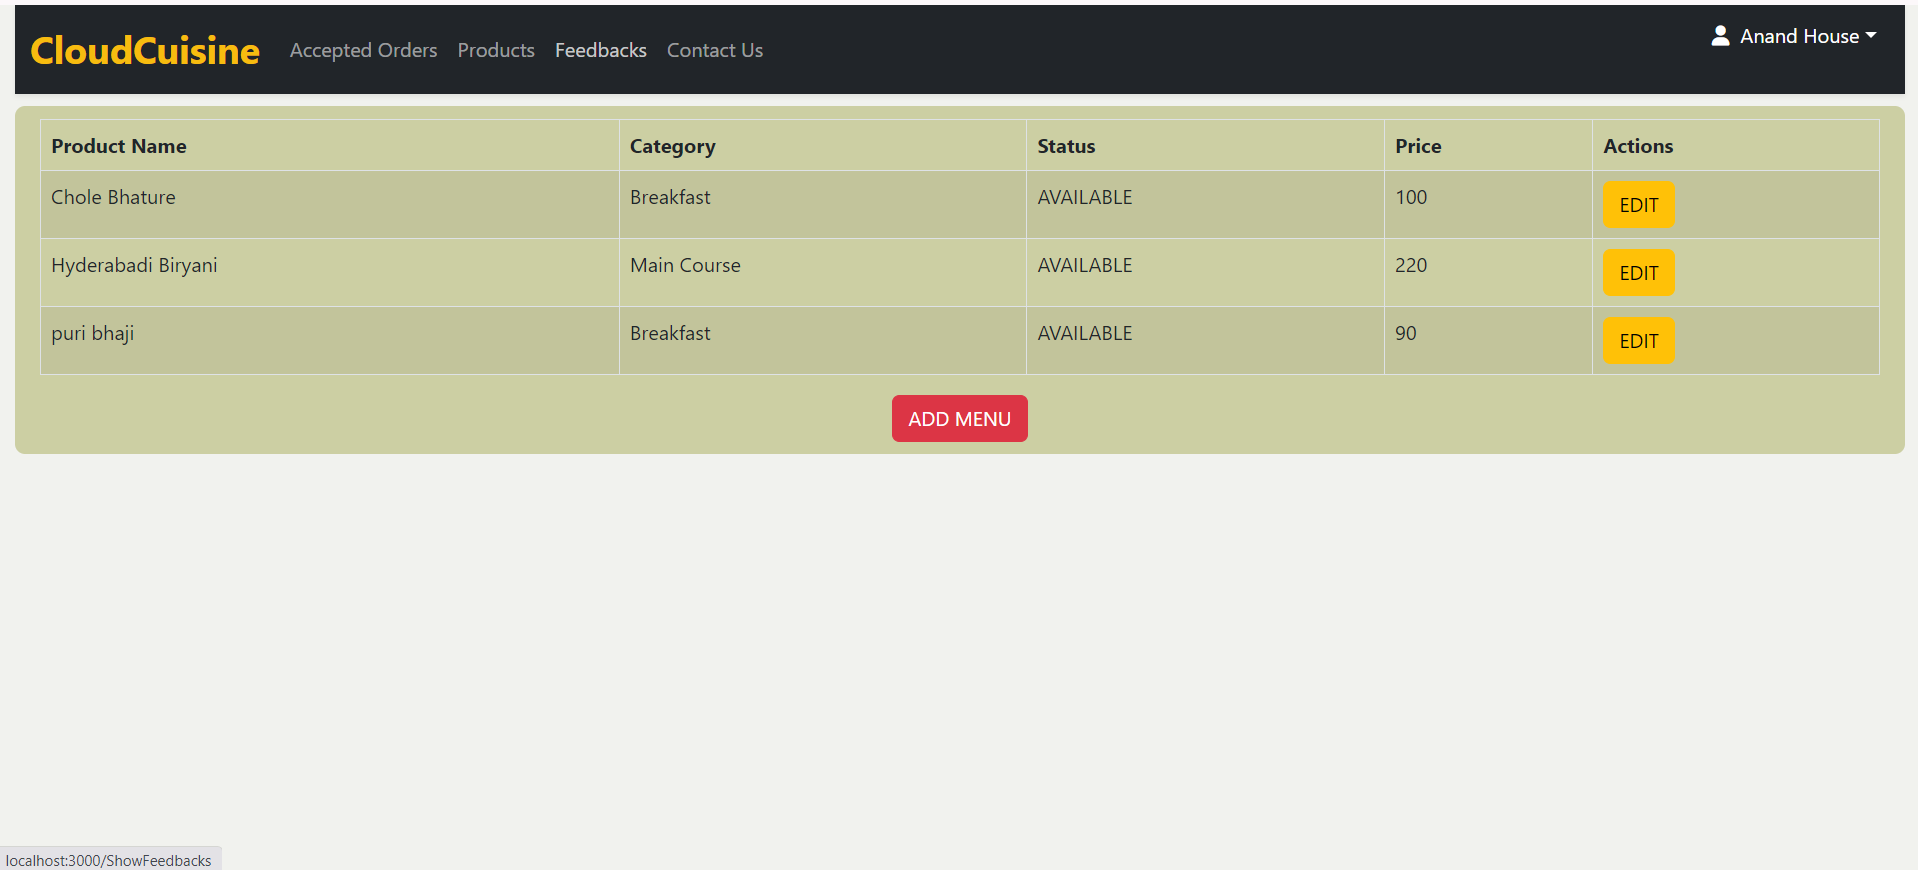 CloudCuisine Accepted Orders Products Feedbacks Contact Us Anand House
Product Name Category Status Price Actions
Chole Bhature Breakfast AVAILABLE 100 EDIT
Hyderabadi Biryani Main Course AVAILABLE 220 EDIT
puri bhaji Breakfast AVAILABLE 90 EDIT
ADD MENU
localhost:3000/ShowFeedbacks